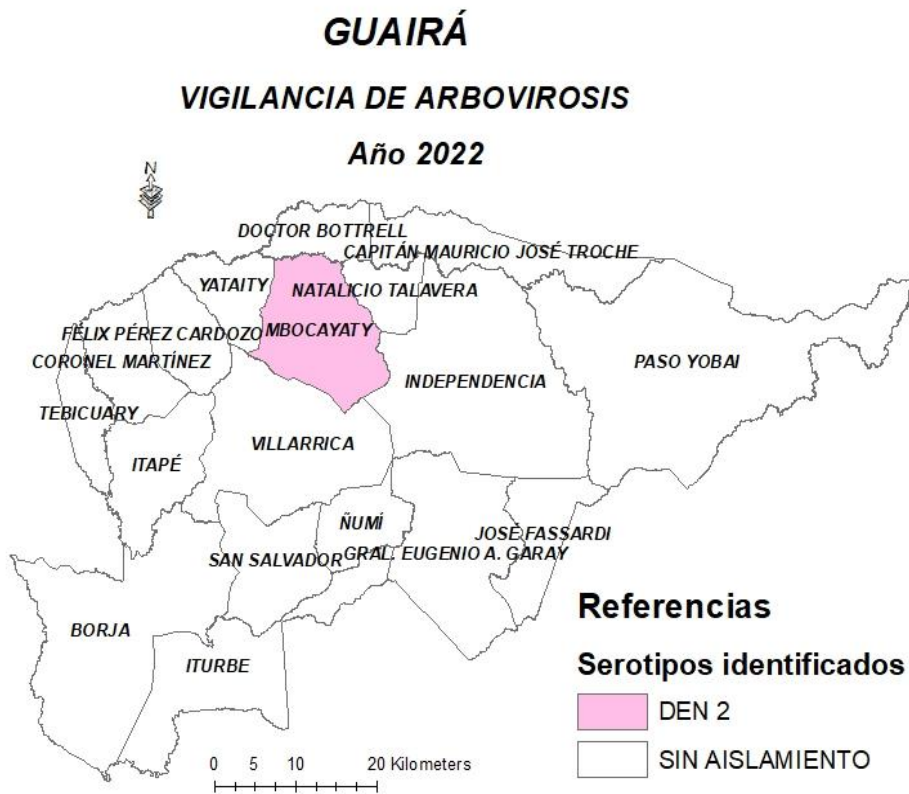 GUAIRÁ
VIGILANCIA DE ARBOVIROSIS
Año 2022
N
DOCTOR BOTTRELL
CAPITÁN MAURICIO JOSÉ TROCHE
YATAITY
NATALICIO TALAVERA
FÉLIX PÉREZ CARDOZO
MBOCAYATY
CORONEL MARTÍNEZ
PASO YOBAI
INDEPENDENCIA
TEBICUARY
VILLARRICA
ITAPÉ
ÑUMÍ
JOSÉ FASSARDI
SAN SALVADOR
GRAL. EUGENIO A. GARAY
BORJA
ITURBE
Referencias
Serotipos identificados
DEN 2
SIN AISLAMIENTO
0 5 10 20 Kilometers